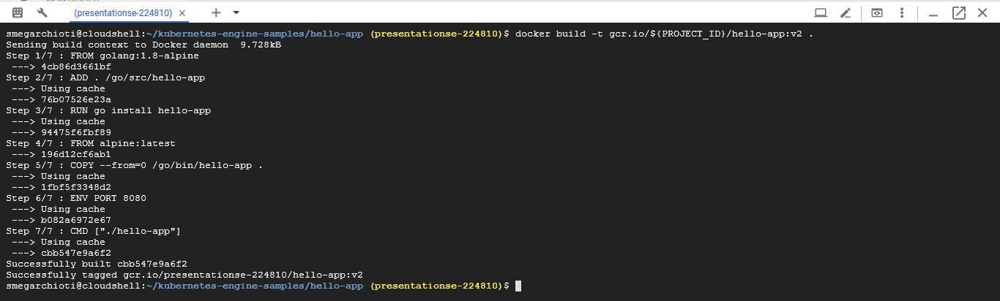 (presentationse-224810)
smegarchioti@cloudshell:~/kubernetes-engine-samples/hello-app (presentationse-224810)$ docker build -t gcr.io/${PROJECT_ID}/hello-app:v2 .
Sending build context to Docker daemon  9.728kB
Step 1/7 : FROM golang:1.8-alpine
 ---> 4cb86d3661bf
Step 2/7 : ADD . /go/src/hello-app
 ---> Using cache
 ---> 76b07526e23a
Step 3/7 : RUN go install hello-app
 ---> Using cache
 ---> 94475f6fbf89
Step 4/7 : FROM alpine:latest
 ---> 196d12cf6ab1
Step 5/7 : COPY --from=0 /go/bin/hello-app .
 ---> Using cache
 ---> 1fbf5f3348d2
Step 6/7 : ENV PORT 8080
 ---> Using cache
 ---> b082a6972e67
Step 7/7 : CMD ["./hello-app"]
 ---> Using cache
 ---> cbb547e9a6f2
Successfully built cbb547e9a6f2
Successfully tagged gcr.io/presentationse-224810/hello-app:v2
smegarchioti@cloudshell:~/kubernetes-engine-samples/hello-app (presentationse-224810)$